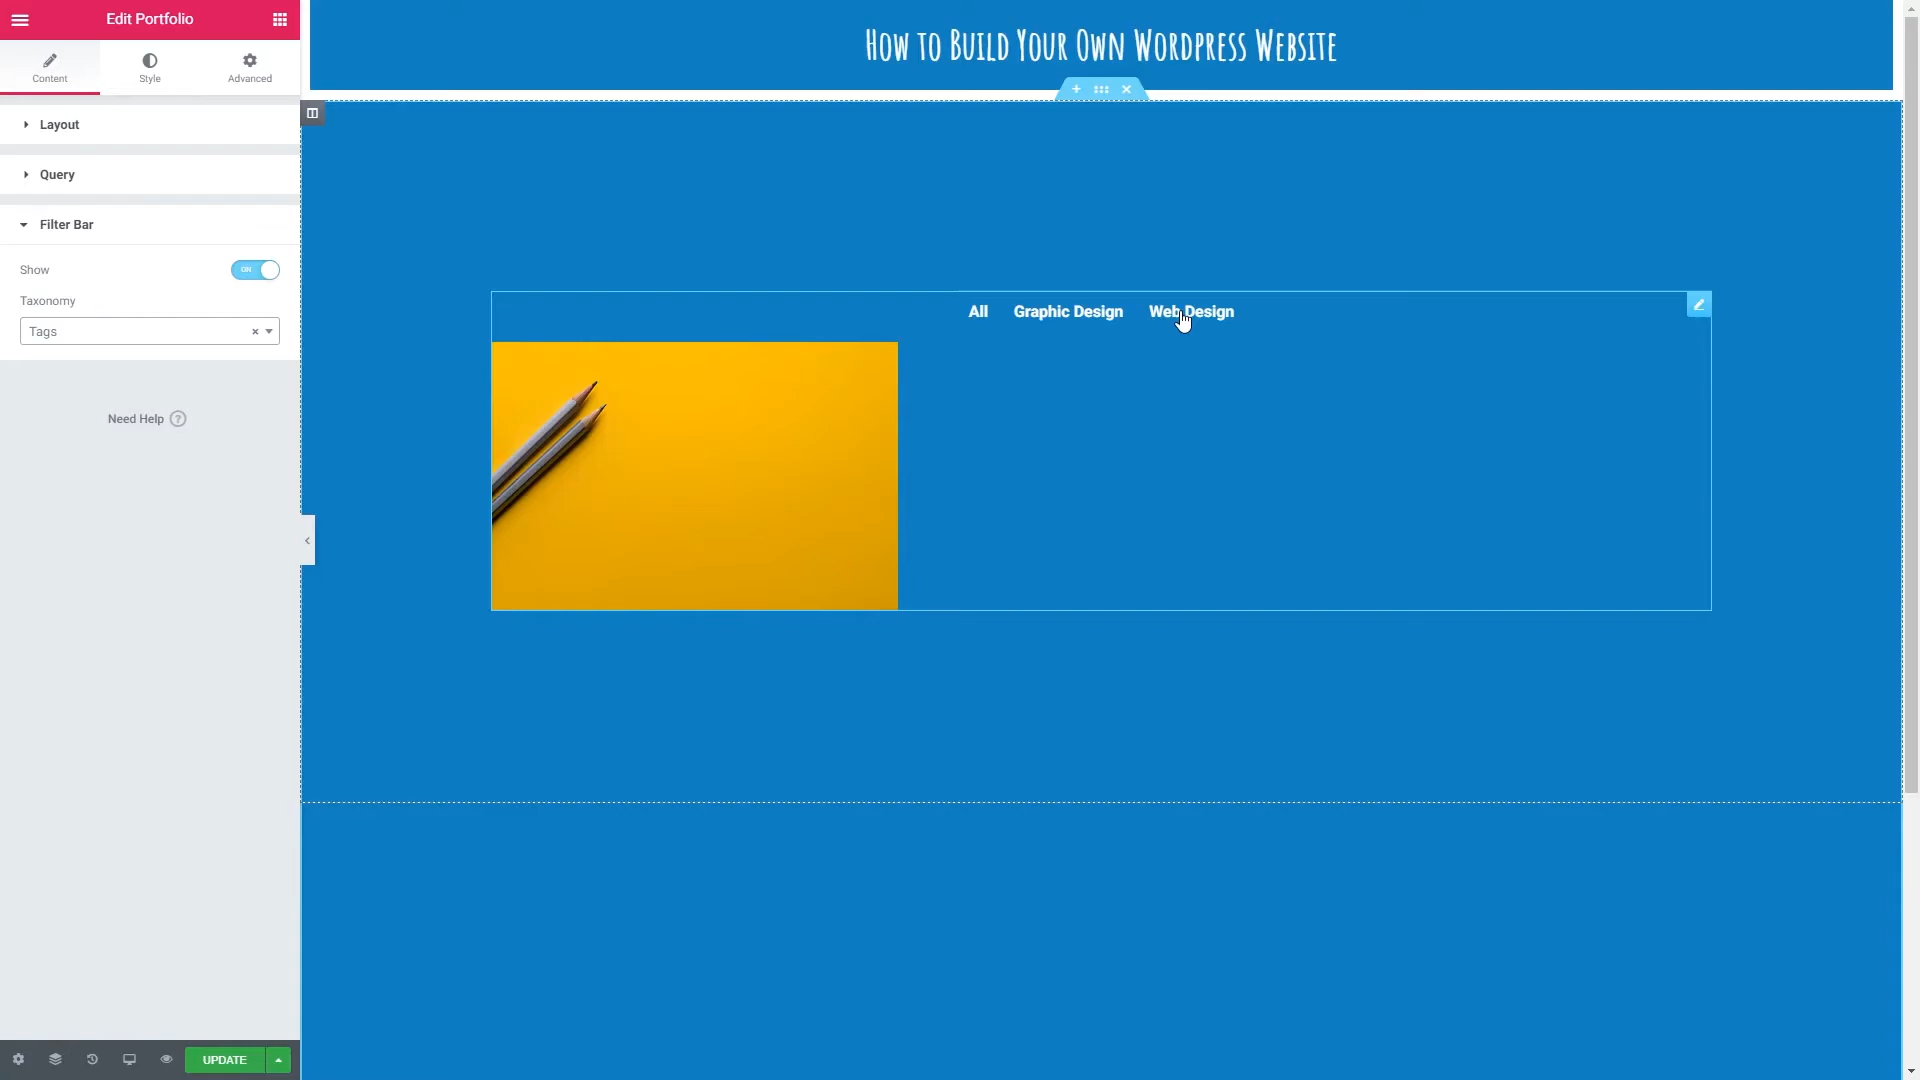 Edit Portfolio
Content
Style
Advanced
Layout
Query
Filter Bar
Show
ON
Taxonomy
Tags
Need Help ?
UPDATE
How to Build Your Own Wordpress Website
All Graphic Design Web Design